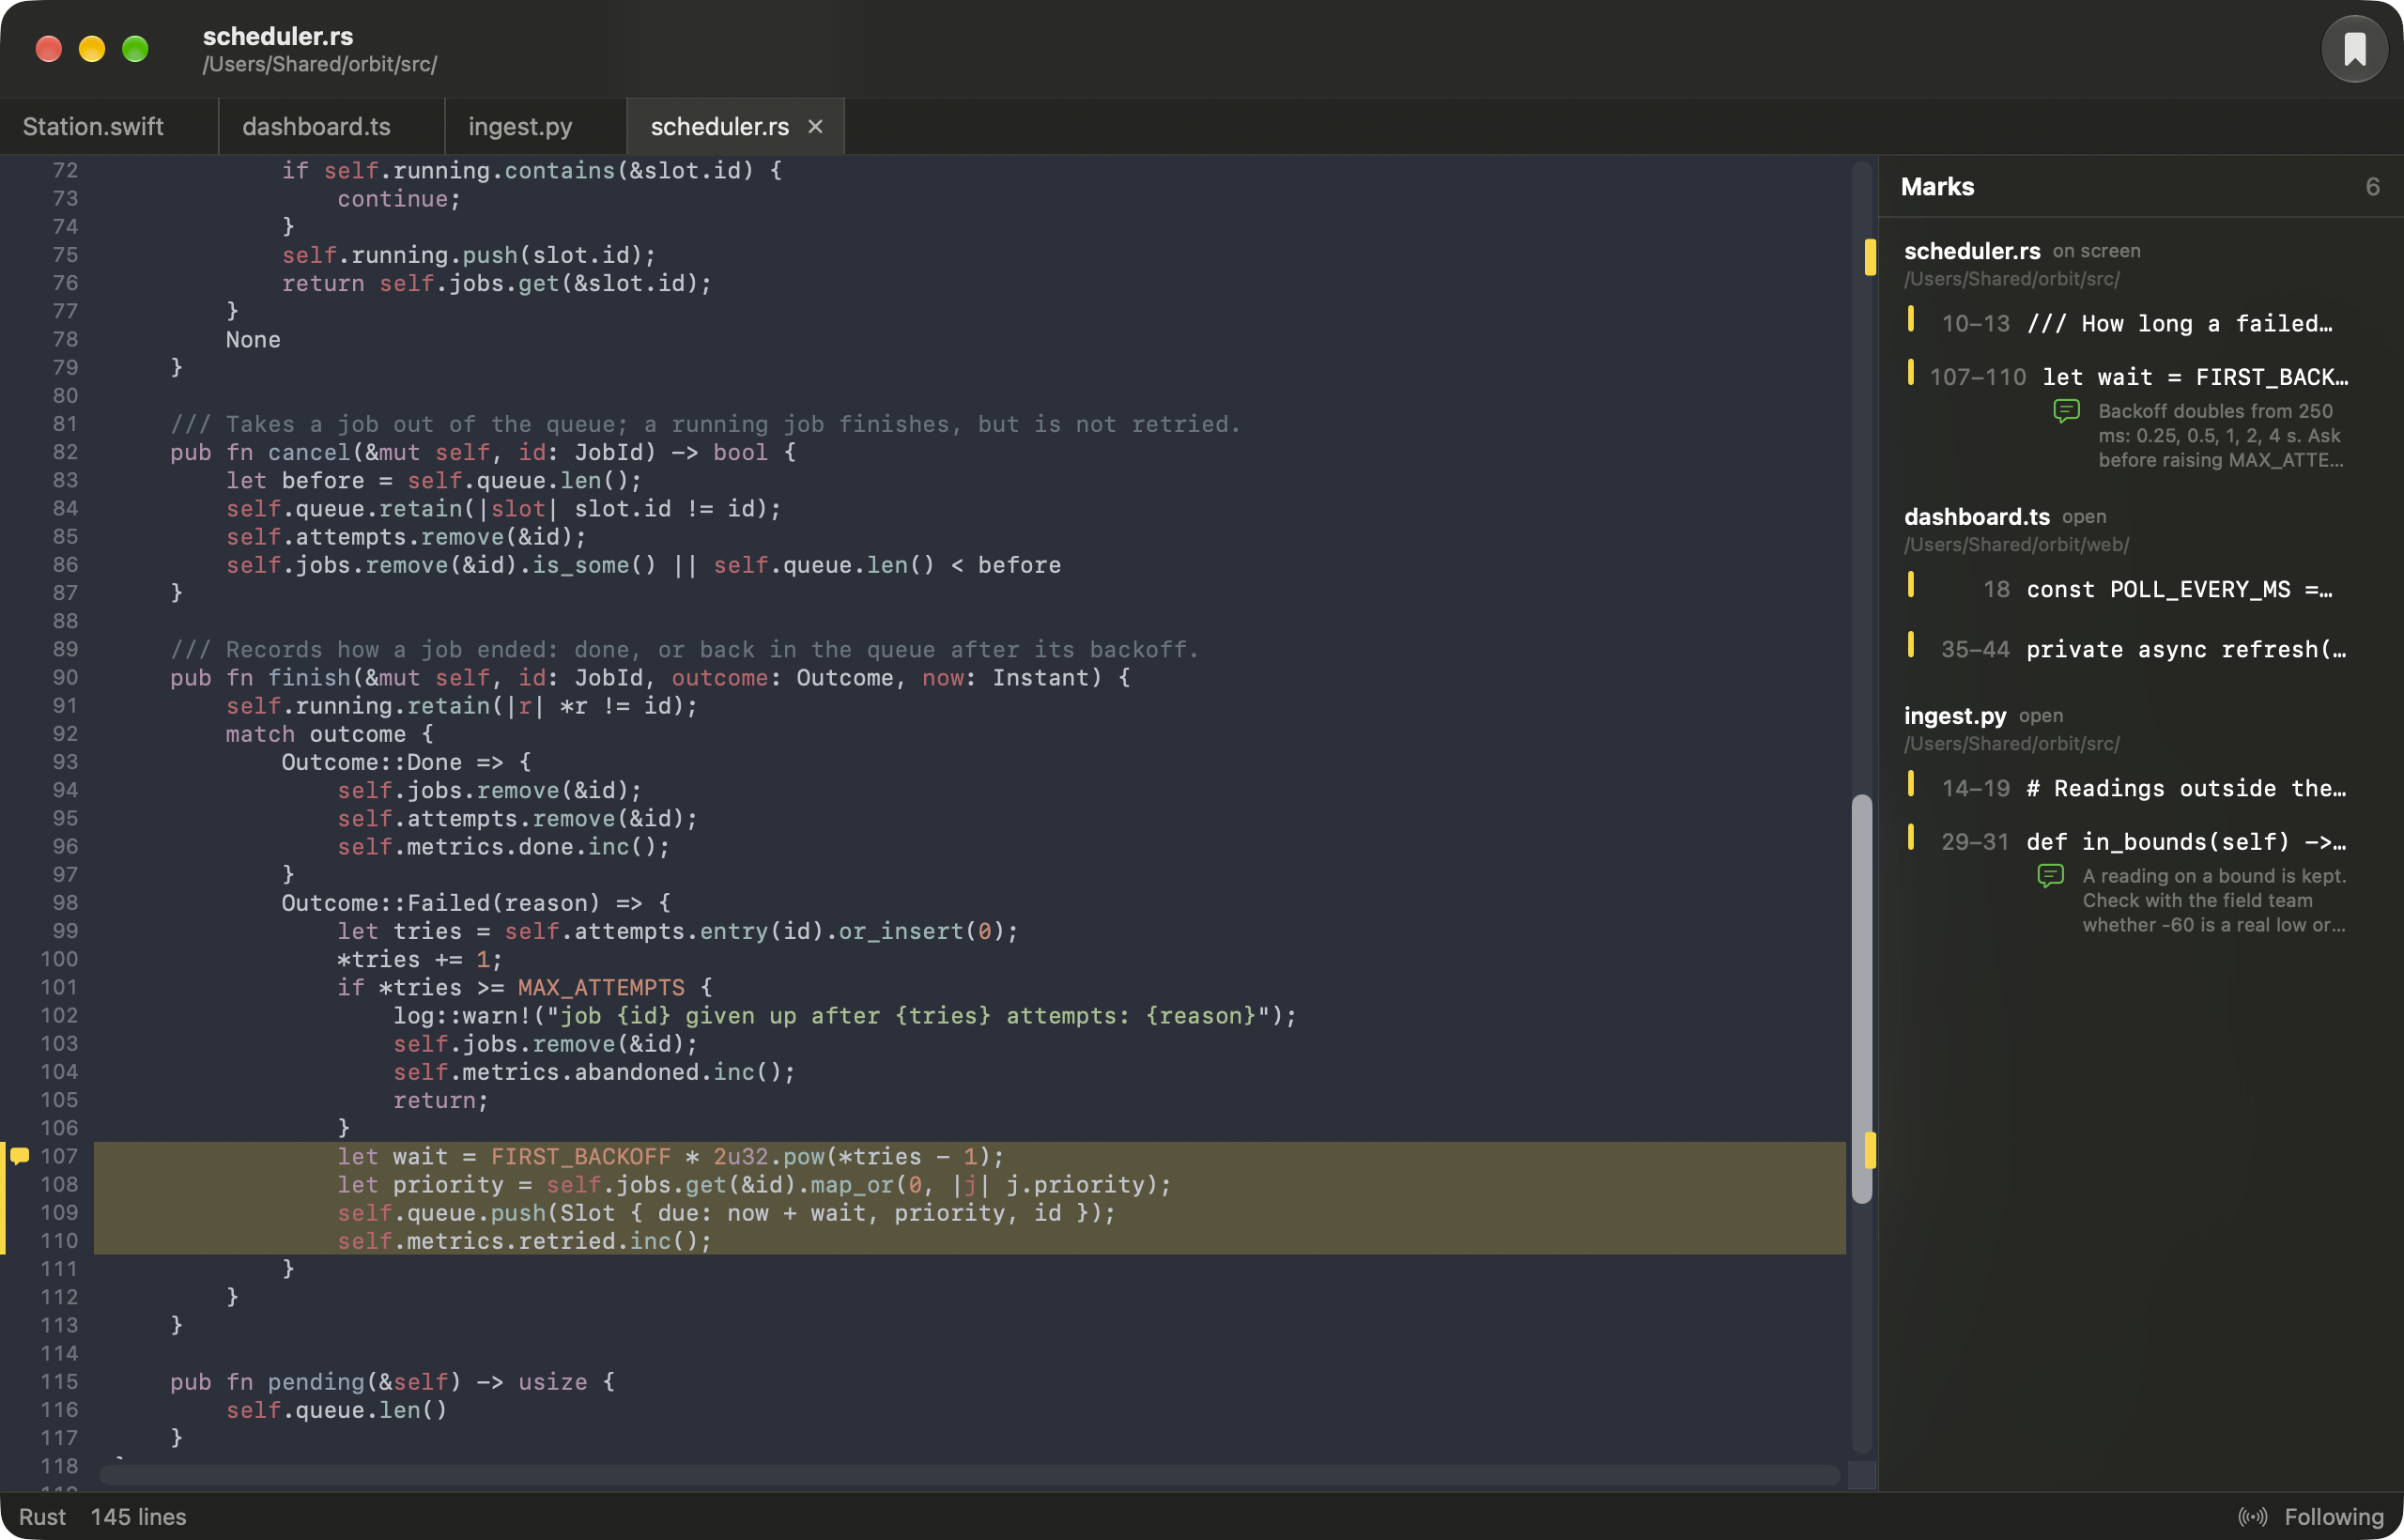 scheduler.rs
/Users/Shared/orbit/src/
Station.swift
dashboard.ts
ingest.py
scheduler.rs ✕
72             if self.running.contains(&slot.id) {
73                 continue;
74             }
75             self.running.push(slot.id);
76             return self.jobs.get(&slot.id);
77         }
78         None
79     }
80
81     /// Takes a job out of the queue; a running job finishes, but is not retried.
82     pub fn cancel(&mut self, id: JobId) -> bool {
83         let before = self.queue.len();
84         self.queue.retain(|slot| slot.id != id);
85         self.attempts.remove(&id);
86         self.jobs.remove(&id).is_some() || self.queue.len() < before
87     }
88
89     /// Records how a job ended: done, or back in the queue after its backoff.
90     pub fn finish(&mut self, id: JobId, outcome: Outcome, now: Instant) {
91         self.running.retain(|r| *r != id);
92         match outcome {
93             Outcome::Done => {
94                 self.jobs.remove(&id);
95                 self.attempts.remove(&id);
96                 self.metrics.done.inc();
97             }
98             Outcome::Failed(reason) => {
99                 let tries = self.attempts.entry(id).or_insert(0);
100                 *tries += 1;
101                 if *tries >= MAX_ATTEMPTS {
102                     log::warn!("job {id} given up after {tries} attempts: {reason}");
103                     self.jobs.remove(&id);
104                     self.metrics.abandoned.inc();
105                     return;
106                 }
107                 let wait = FIRST_BACKOFF * 2u32.pow(*tries - 1);
108                 let priority = self.jobs.get(&id).map_or(0, |j| j.priority);
109                 self.queue.push(Slot { due: now + wait, priority, id });
110                 self.metrics.retried.inc();
111             }
112         }
113     }
114
115     pub fn pending(&self) -> usize {
116         self.queue.len()
117     }
118
Marks 6
scheduler.rs on screen
/Users/Shared/orbit/src/
10–13 /// How long a failed…
107–110 let wait = FIRST_BACK…
Backoff doubles from 250
ms: 0.25, 0.5, 1, 2, 4 s. Ask
before raising MAX_ATTE…
dashboard.ts open
/Users/Shared/orbit/web/
18 const POLL_EVERY_MS =…
35–44 private async refresh(…
ingest.py open
/Users/Shared/orbit/src/
14–19 # Readings outside the…
29–31 def in_bounds(self) ->…
A reading on a bound is kept.
Check with the field team
whether -60 is a real low or…
Rust 145 lines
Following